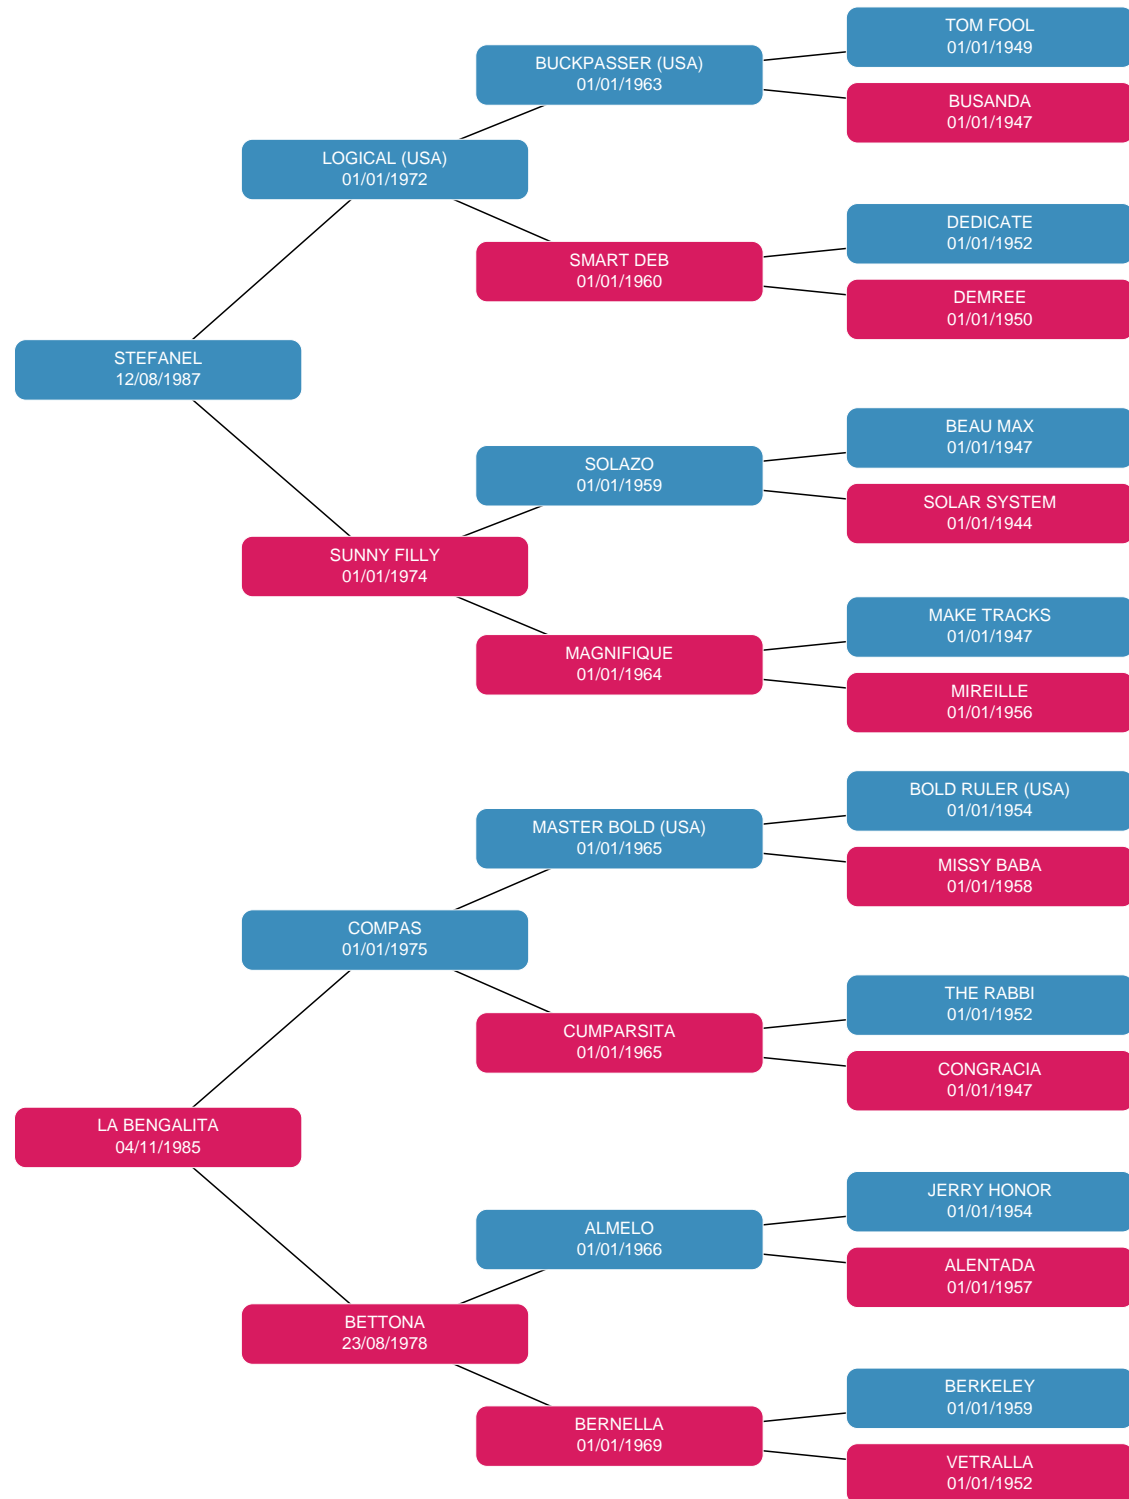 TOM FOOL
01/01/1949
BUCKPASSER (USA)
01/01/1963
BUSANDA
01/01/1947
LOGICAL (USA)
01/01/1972
DEDICATE
01/01/1952
SMART DEB
01/01/1960
DEMREE
01/01/1950
STEFANEL
12/08/1987
BEAU MAX
01/01/1947
SOLAZO
01/01/1959
SOLAR SYSTEM
01/01/1944
SUNNY FILLY
01/01/1974
MAKE TRACKS
01/01/1947
MAGNIFIQUE
01/01/1964
MIREILLE
01/01/1956
BOLD RULER (USA)
01/01/1954
MASTER BOLD (USA)
01/01/1965
MISSY BABA
01/01/1958
COMPAS
01/01/1975
THE RABBI
01/01/1952
CUMPARSITA
01/01/1965
CONGRACIA
01/01/1947
LA BENGALITA
04/11/1985
JERRY HONOR
01/01/1954
ALMELO
01/01/1966
ALENTADA
01/01/1957
BETTONA
23/08/1978
BERKELEY
01/01/1959
BERNELLA
01/01/1969
VETRALLA
01/01/1952